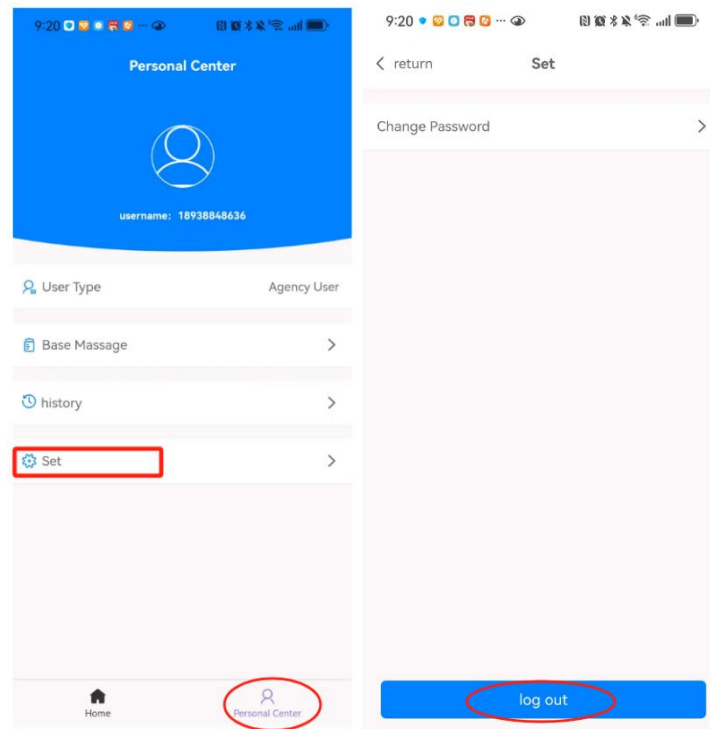 9:20
Personal Center
username: 18938848636
User Type Agency User
Base Massage
history
Set
Home Personal Center
9:20
return Set
Change Password
log out